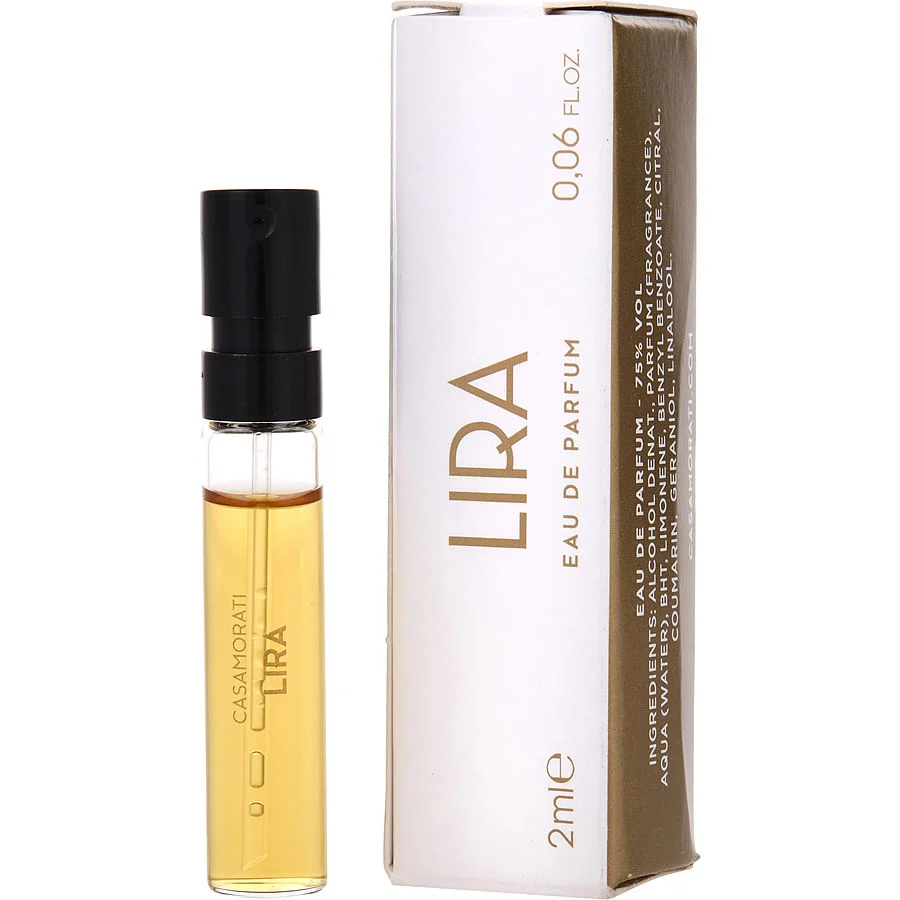 CASAMORATI
LIRA
LIRA
EAU DE PARFUM
2ml℮
0,06 FL.OZ.
EAU DE PARFUM - 75% VOL
INGREDIENTS: ALCOHOL DENAT., PARFUM (FRAGRANCE),
AQUA (WATER), BHT, LIMONENE, BENZYL BENZOATE, CITRAL,
COUMARIN, GERANIOL, LINALOOL.
CASAMORATI.COM